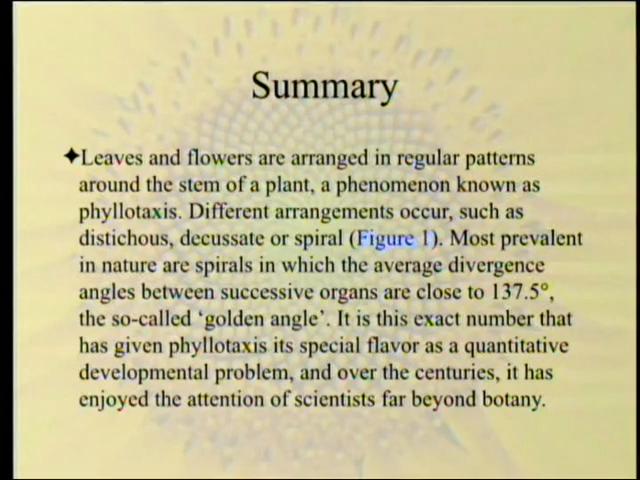 Summary
✦Leaves and flowers are arranged in regular patterns
around the stem of a plant, a phenomenon known as
phyllotaxis. Different arrangements occur, such as
distichous, decussate or spiral (Figure 1). Most prevalent
in nature are spirals in which the average divergence
angles between successive organs are close to 137.5°,
the so-called ‘golden angle’. It is this exact number that
has given phyllotaxis its special flavor as a quantitative
developmental problem, and over the centuries, it has
enjoyed the attention of scientists far beyond botany.